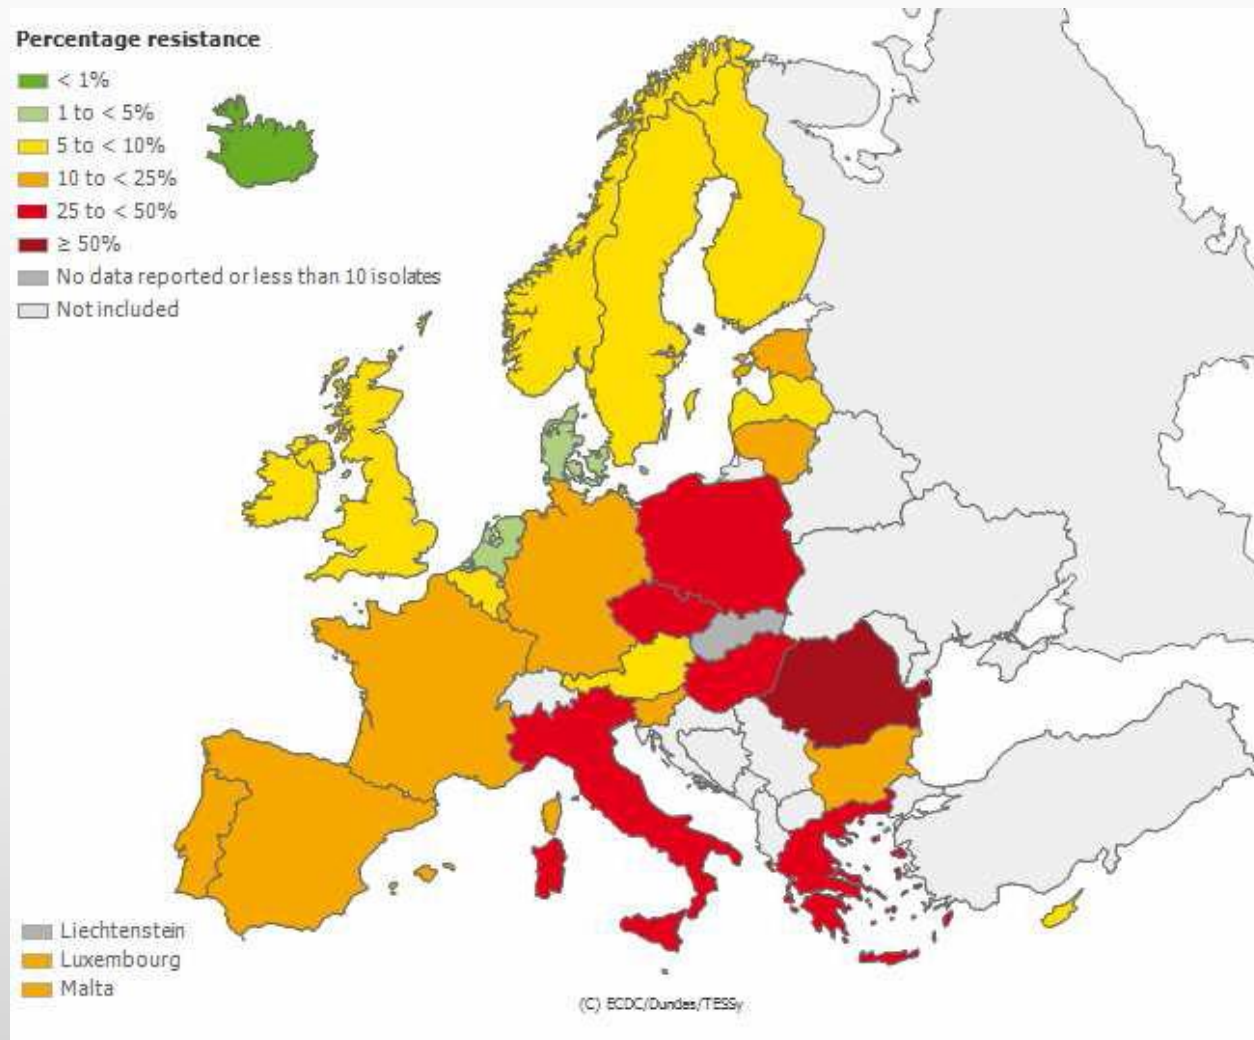 Percentage resistance
< 1%
1 to < 5%
5 to < 10%
10 to < 25%
25 to < 50%
≥ 50%
No data reported or less than 10 isolates
Not included
Liechtenstein
Luxembourg
Malta
(C) ECDC/Dundas/TESSy